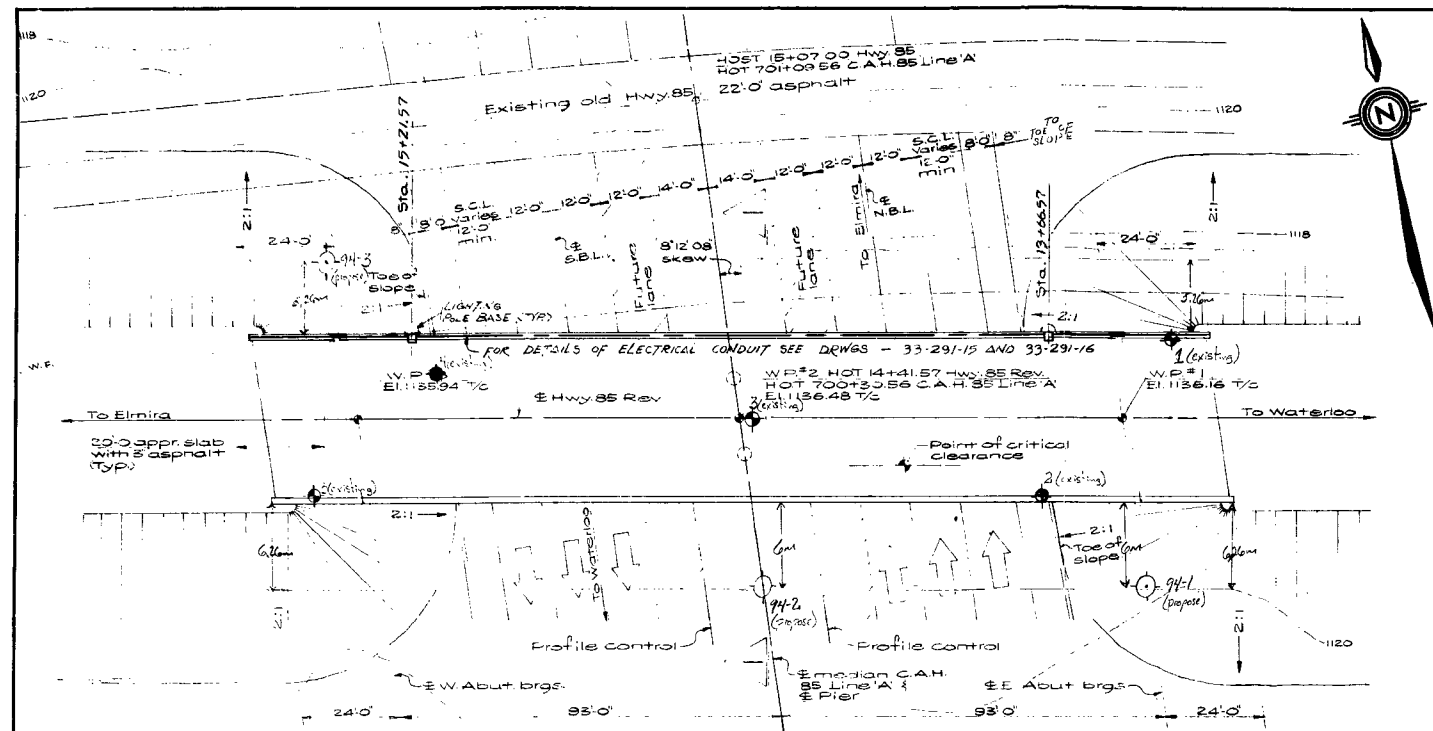 1118
HOST 15+07.00 Hwy. 85
HOT 701+09.56 C.A.H. 85 Line 'A'
1120
Existing old Hwy. 85
22'-0" asphalt
1120
N
TO
TOE OF
SLOPE
S.C.L.
varies
12'-0"
min
8'-0"
8"
2'-0"
12'-0"
12'-0"
14'-0"
14'-0"
12'-0"
12'-0"
12'-0"
S.C.L.
varies
12'-0"
min.
8'-0"
8"
Sta. 15+21.57
Sta. 13+66.57
2:1
2:1
24'-0"
24'-0"
1118
94-3
(propose)
Toe of
slope
2:1
℄
S.B.L.
Future
lane
8°12'08"
skew
Future
lane
To Elmira
℄
N.B.L.
2:1
5.26m
LIGHTING
POLE BASE (TYP)
FOR DETAILS OF ELECTRICAL CONDUIT SEE DRWGS - 33-291-15 AND 33-291-16
1 (existing)
W.P.
(existing)
W.P.
El. 1135.94 T/c
W.P. #2 HOT 14+41.57 Hwy. 85 Rev.
HOT 700+30.56 C.A.H. 85 Line 'A'
El. 1136.48 T/c
W.P. #1
El. 1136.16 T/c
To Elmira
℄ Hwy. 85 Rev
3 (existing)
To Waterloo
20'-0 appr. slab
with 3" asphalt
(Typ.)
Point of critical
clearance
(existing)
2 (existing)
2:1
To Waterloo
2:1
Toe of
slope
6.26m
6m
6m
6.26m
94-2
(propose)
94-1
(propose)
2:1
2:1
Profile control
Profile control
1120
℄ W. Abut brgs.
℄ median C.A.H.
85 Line 'A' &
℄ Pier
℄ E. Abut brgs
24'-0"
93'-0"
93'-0"
24'-0"